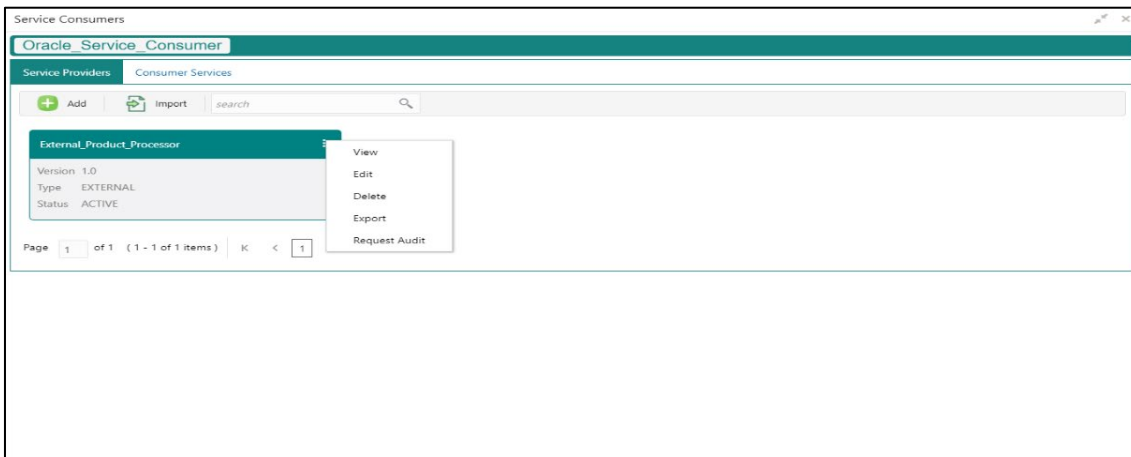 Service Consumers
Oracle_Service_Consumer
Service Providers Consumer Services
Add Import search
External_Product_Processor
Version 1.0
Type EXTERNAL
Status ACTIVE
View
Edit
Delete
Export
Request Audit
Page 1 of 1 (1 - 1 of 1 items) K < 1